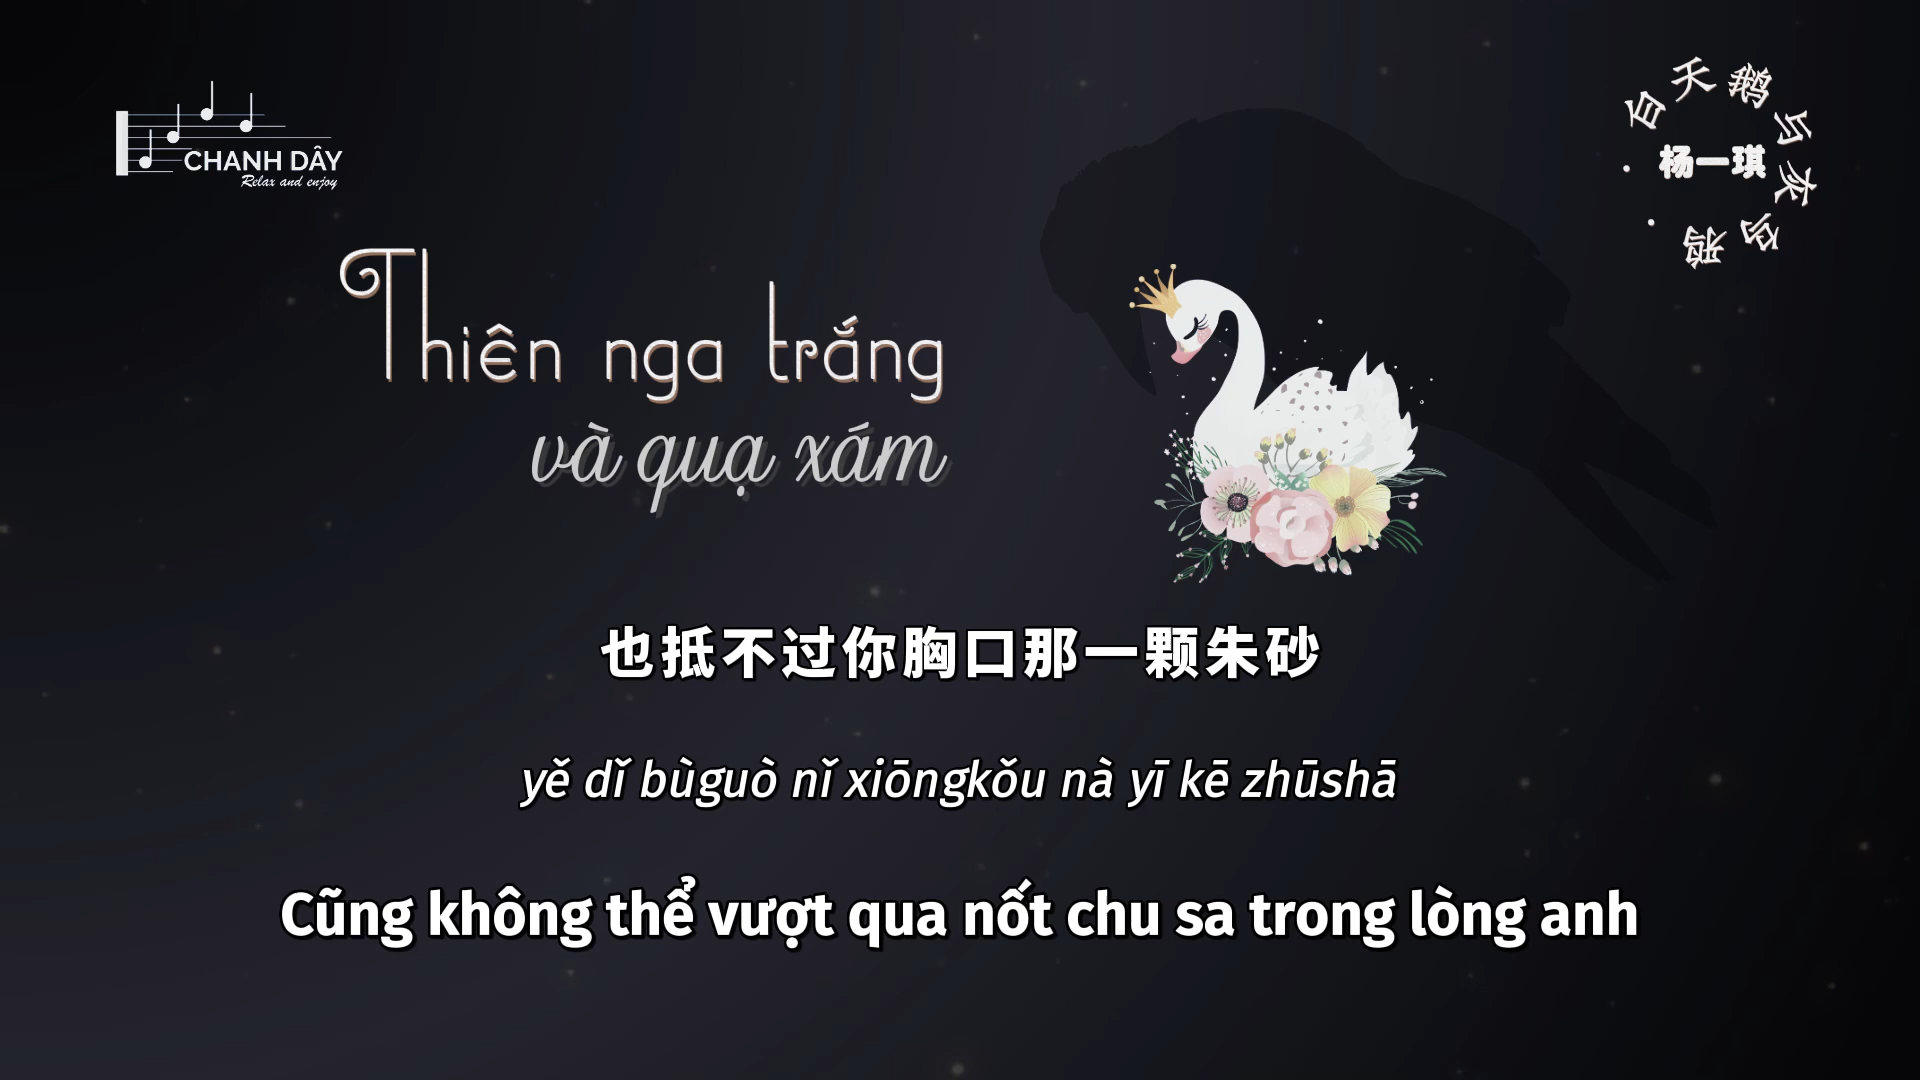 CHANH DÂY
Relax and enjoy
白天鹅与灰乌鸦
杨一琪
Thiên nga trắng
và quạ xám
也抵不过你胸口那一颗朱砂
yě dǐ bùguò nǐ xiōngkǒu nà yī kē zhūshā
Cũng không thể vượt qua nốt chu sa trong lòng anh